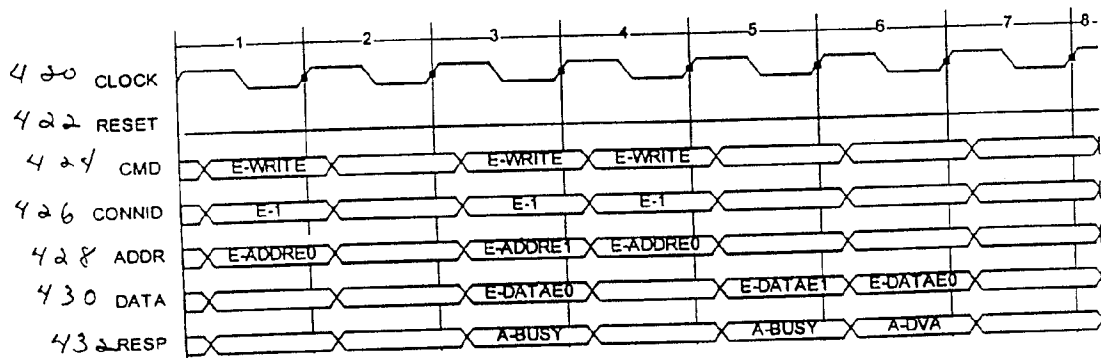 1 2 3 4 5 6 7 8
420 CLOCK
422 RESET
424 CMD E-WRITE E-WRITE E-WRITE
426 CONNID E-1 E-1 E-1
428 ADDR E-ADDRE0 E-ADDRE1 E-ADDRE0
430 DATA E-DATAE0 E-DATAE1 E-DATAE0
432 RESP A-BUSY A-BUSY A-DVA